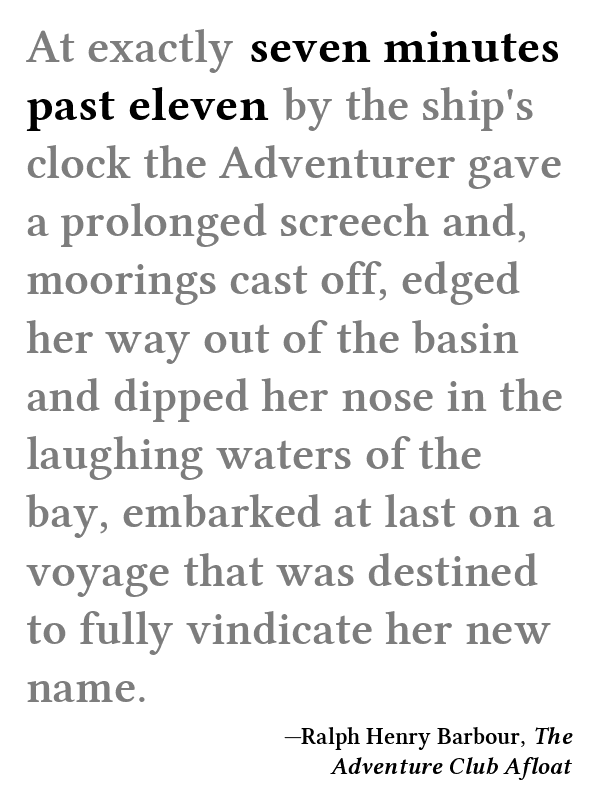 At exactly seven minutes
past eleven by the ship's
clock the Adventurer gave
a prolonged screech and,
moorings cast off, edged
her way out of the basin
and dipped her nose in the
laughing waters of the
bay, embarked at last on a
voyage that was destined
to fully vindicate her new
name.
—Ralph Henry Barbour, The
Adventure Club Afloat